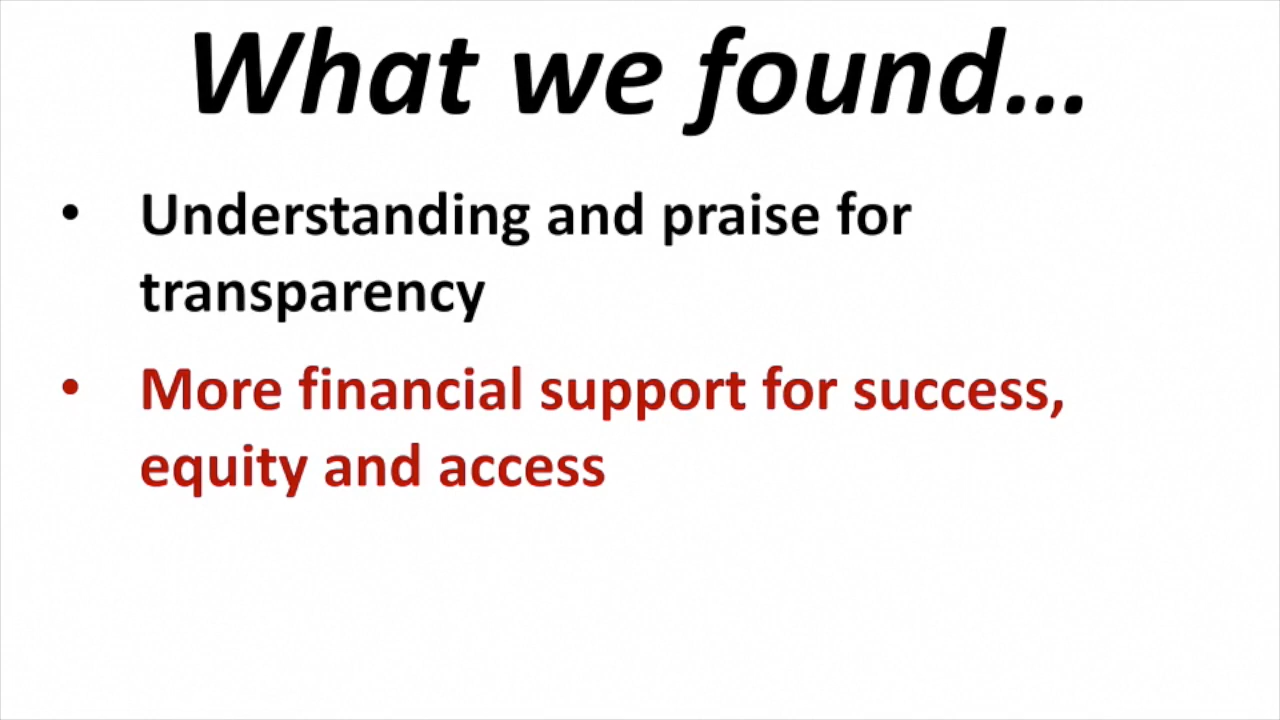 What we found...
• Understanding and praise for
transparency
• More financial support for success,
equity and access